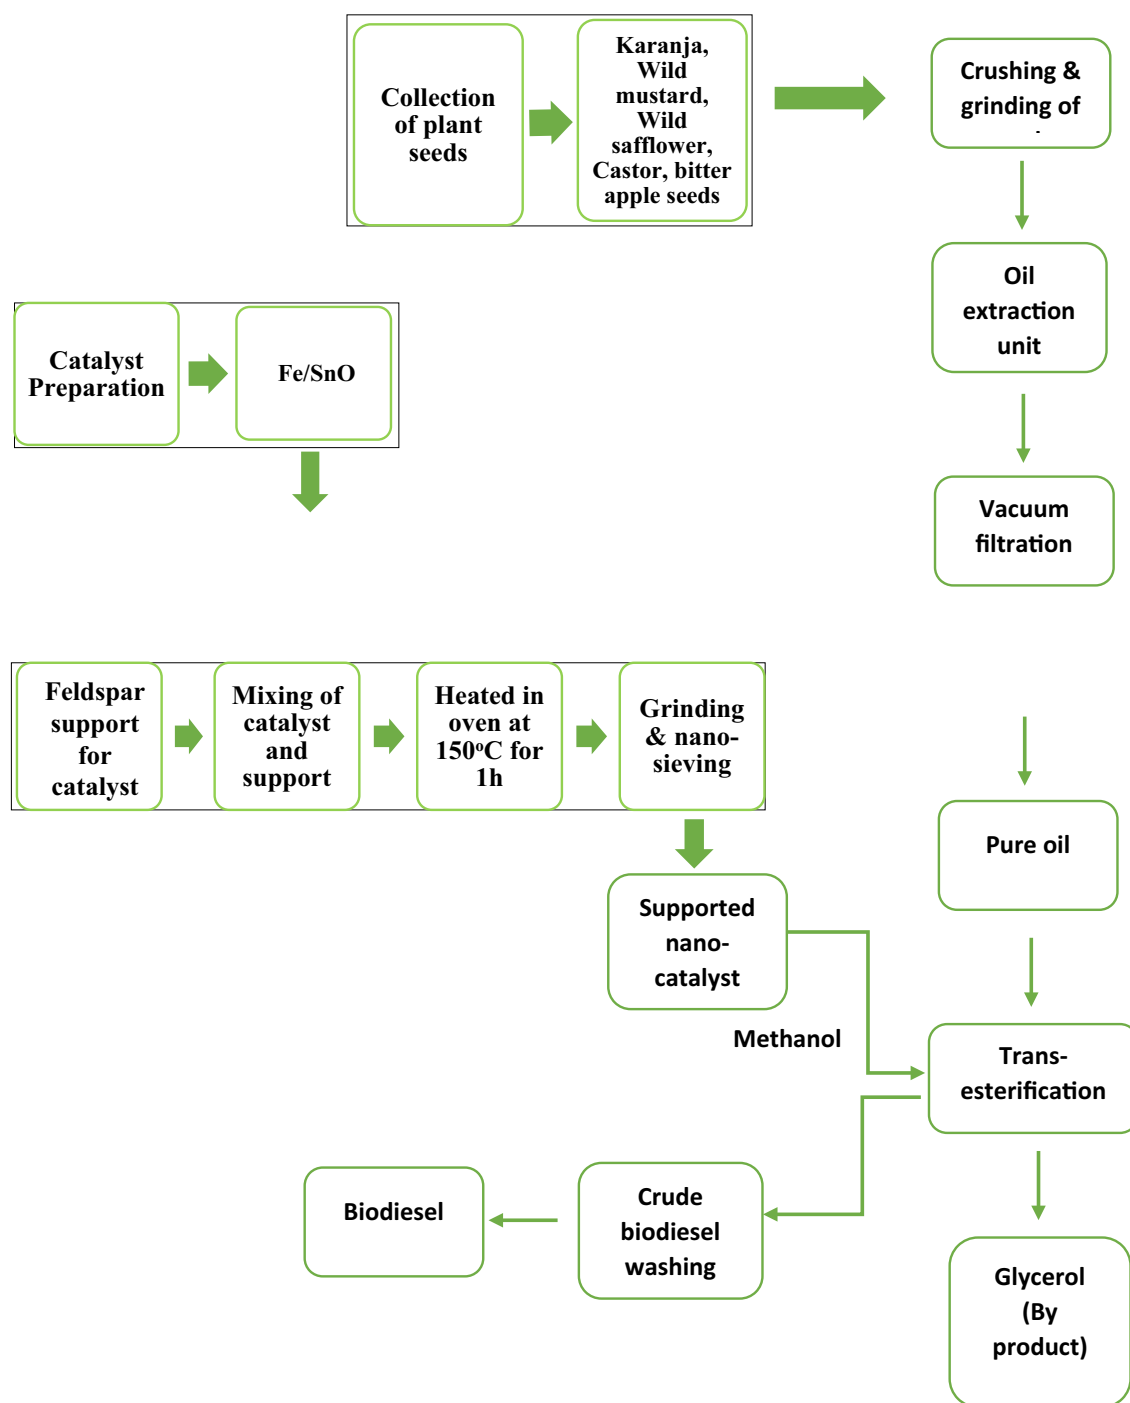 Collection
of plant
seeds
Karanja,
Wild
mustard,
Wild
safflower,
Castor, bitter
apple seeds
Crushing &
grinding of
Oil
extraction
unit
Catalyst
Preparation
Fe/SnO
Vacuum
filtration
Feldspar
support
for
catalyst
Mixing of
catalyst
and
support
Heated in
oven at
150°C for
1h
Grinding
& nano-
sieving
Pure oil
Supported
nano-
catalyst
Methanol
Trans-
esterification
Biodiesel
Crude
biodiesel
washing
Glycerol
(By
product)